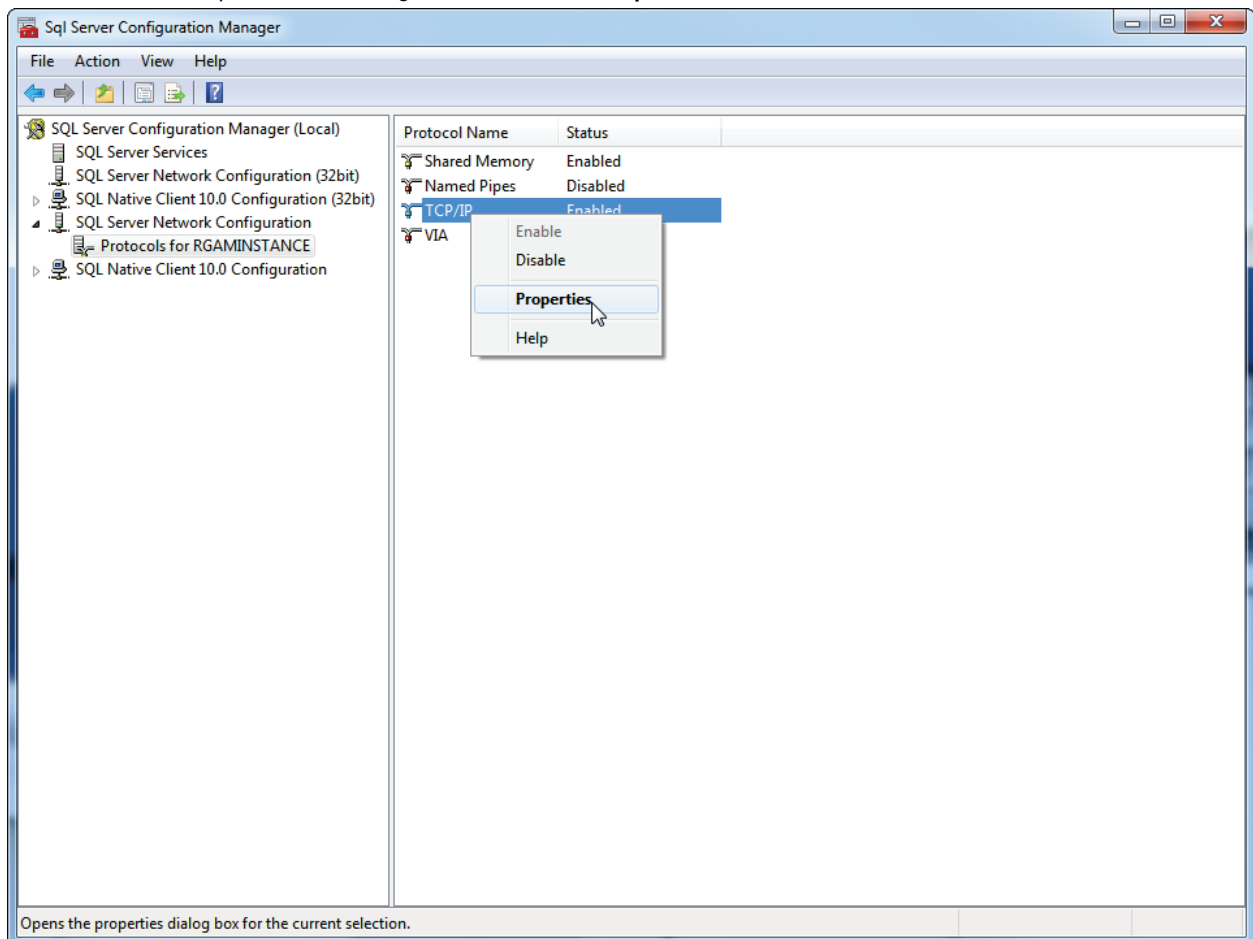 Sql Server Configuration Manager
File Action View Help
SQL Server Configuration Manager (Local)
SQL Server Services
SQL Server Network Configuration (32bit)
SQL Native Client 10.0 Configuration (32bit)
SQL Server Network Configuration
Protocols for RGAMINSTANCE
SQL Native Client 10.0 Configuration
Protocol Name Status
Shared Memory Enabled
Named Pipes Disabled
TCP/IP Enabled
VIA
Enable
Disable
Properties
Help
Opens the properties dialog box for the current selection.